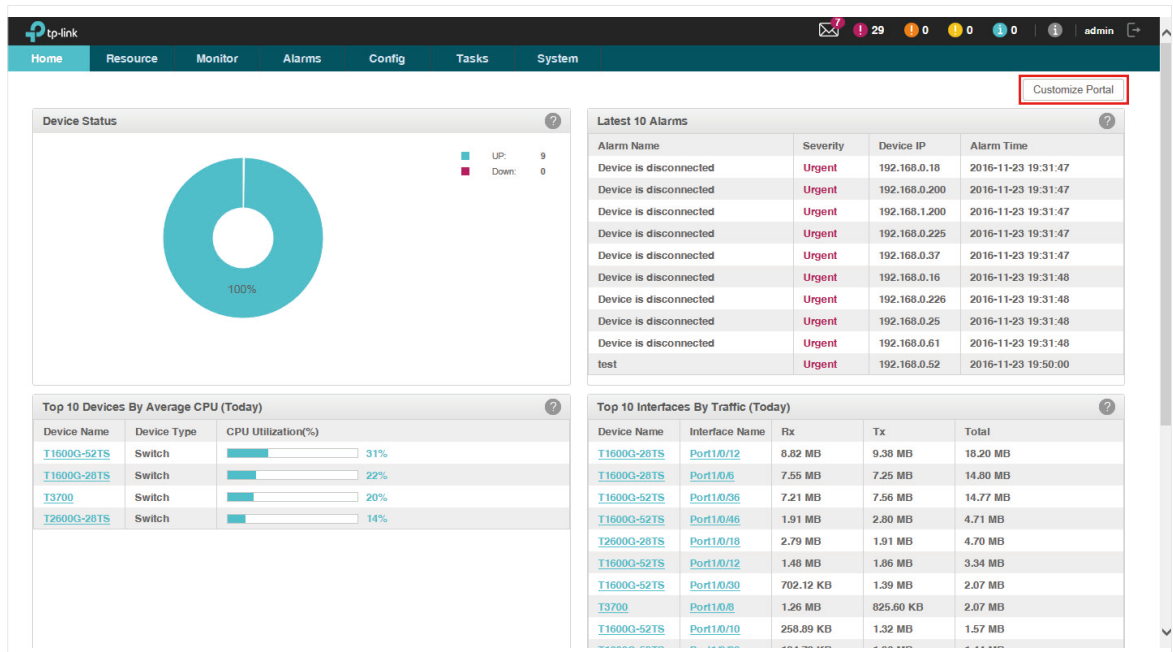 tp-link
7
29
0
0
0
admin
Home Resource Monitor Alarms Config Tasks System
Customize Portal
Device Status
UP: 9
Down: 0
100%
Latest 10 Alarms
Alarm Name Severity Device IP Alarm Time
Device is disconnected Urgent 192.168.0.18 2016-11-23 19:31:47
Device is disconnected Urgent 192.168.0.200 2016-11-23 19:31:47
Device is disconnected Urgent 192.168.1.200 2016-11-23 19:31:47
Device is disconnected Urgent 192.168.0.225 2016-11-23 19:31:47
Device is disconnected Urgent 192.168.0.37 2016-11-23 19:31:47
Device is disconnected Urgent 192.168.0.16 2016-11-23 19:31:48
Device is disconnected Urgent 192.168.0.226 2016-11-23 19:31:48
Device is disconnected Urgent 192.168.0.25 2016-11-23 19:31:48
Device is disconnected Urgent 192.168.0.61 2016-11-23 19:31:48
test Urgent 192.168.0.52 2016-11-23 19:50:00
Top 10 Devices By Average CPU (Today)
Device Name Device Type CPU Utilization(%)
T1600G-52TS Switch 31%
T1600G-28TS Switch 22%
T3700 Switch 20%
T2600G-28TS Switch 14%
Top 10 Interfaces By Traffic (Today)
Device Name Interface Name Rx Tx Total
T1600G-28TS Port1/0/12 8.82 MB 9.38 MB 18.20 MB
T1600G-28TS Port1/0/6 7.55 MB 7.25 MB 14.80 MB
T1600G-52TS Port1/0/36 7.21 MB 7.56 MB 14.77 MB
T1600G-52TS Port1/0/46 1.91 MB 2.80 MB 4.71 MB
T2600G-28TS Port1/0/18 2.79 MB 1.91 MB 4.70 MB
T1600G-52TS Port1/0/12 1.48 MB 1.86 MB 3.34 MB
T1600G-52TS Port1/0/30 702.12 KB 1.39 MB 2.07 MB
T3700 Port1/0/8 1.26 MB 825.60 KB 2.07 MB
T1600G-52TS Port1/0/10 258.89 KB 1.32 MB 1.57 MB